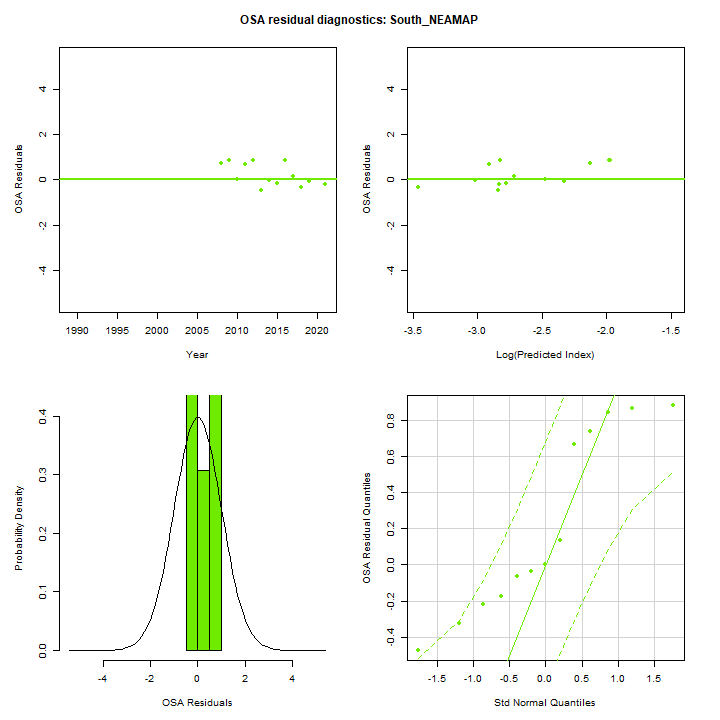 OSA residual diagnostics: South_NEAMAP
OSA Residuals
4
2
0
-2
-4
1990 1995 2000 2005 2010 2015 2020
Year
OSA Residuals
4
2
0
-2
-4
-3.5 -3.0 -2.5 -2.0 -1.5
Log(Predicted Index)
Probability Density
0.4
0.3
0.2
0.1
0.0
-4 -2 0 2 4
OSA Residuals
OSA Residual Quantiles
0.8
0.6
0.4
0.2
0.0
-0.2
-0.4
-1.5 -1.0 -0.5 0.0 0.5 1.0 1.5
Std Normal Quantiles